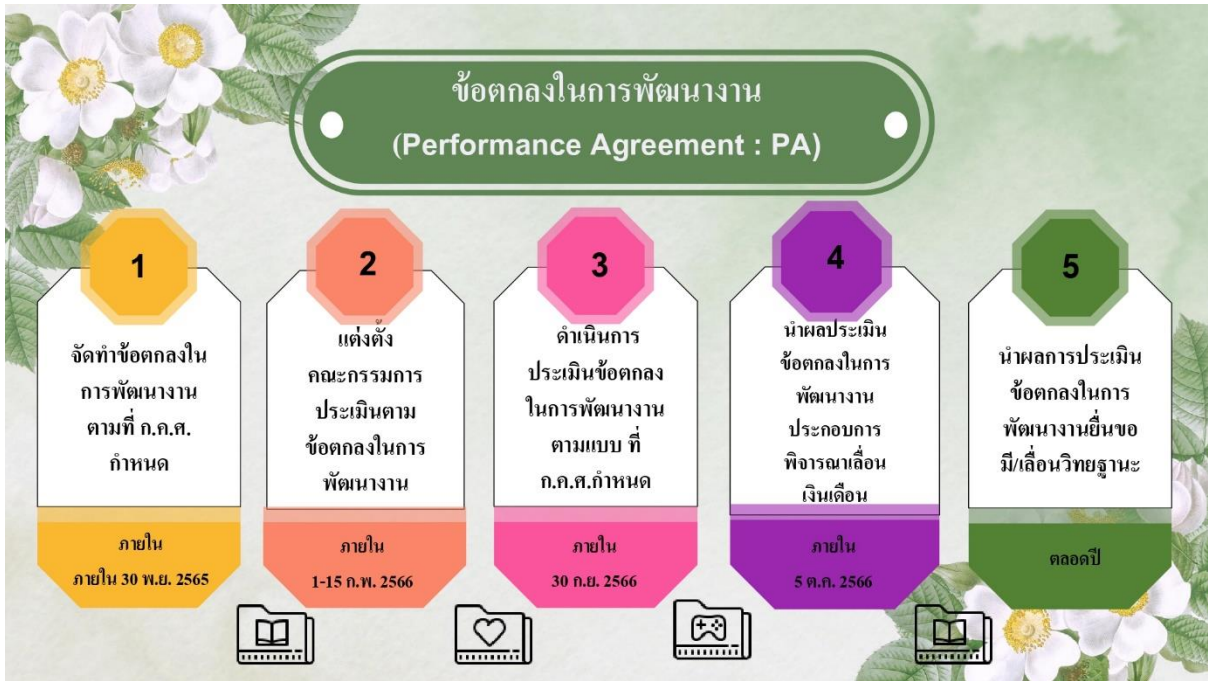 ข้อตกลงในการพัฒนางาน
(Performance Agreement : PA)
1
จัดทำข้อตกลงใน
การพัฒนางาน
ตามที่ ก.ค.ศ.
กำหนด
ภายใน
ภายใน 30 พ.ย. 2565
2
แต่งตั้ง
คณะกรรมการ
ประเมินตาม
ข้อตกลงในการ
พัฒนางาน
ภายใน
1-15 ก.พ. 2566
3
ดำเนินการ
ประเมินข้อตกลง
ในการพัฒนางาน
ตามแบบ ที่
ก.ค.ศ.กำหนด
ภายใน
30 ก.ย. 2566
4
นำผลประเมิน
ข้อตกลงในการ
พัฒนางาน
ประกอบการ
พิจารณาเลื่อน
เงินเดือน
ภายใน
5 ต.ค. 2566
5
นำผลการประเมิน
ข้อตกลงในการ
พัฒนางานยื่นขอ
มี/เลื่อนวิทยฐานะ
ตลอดปี